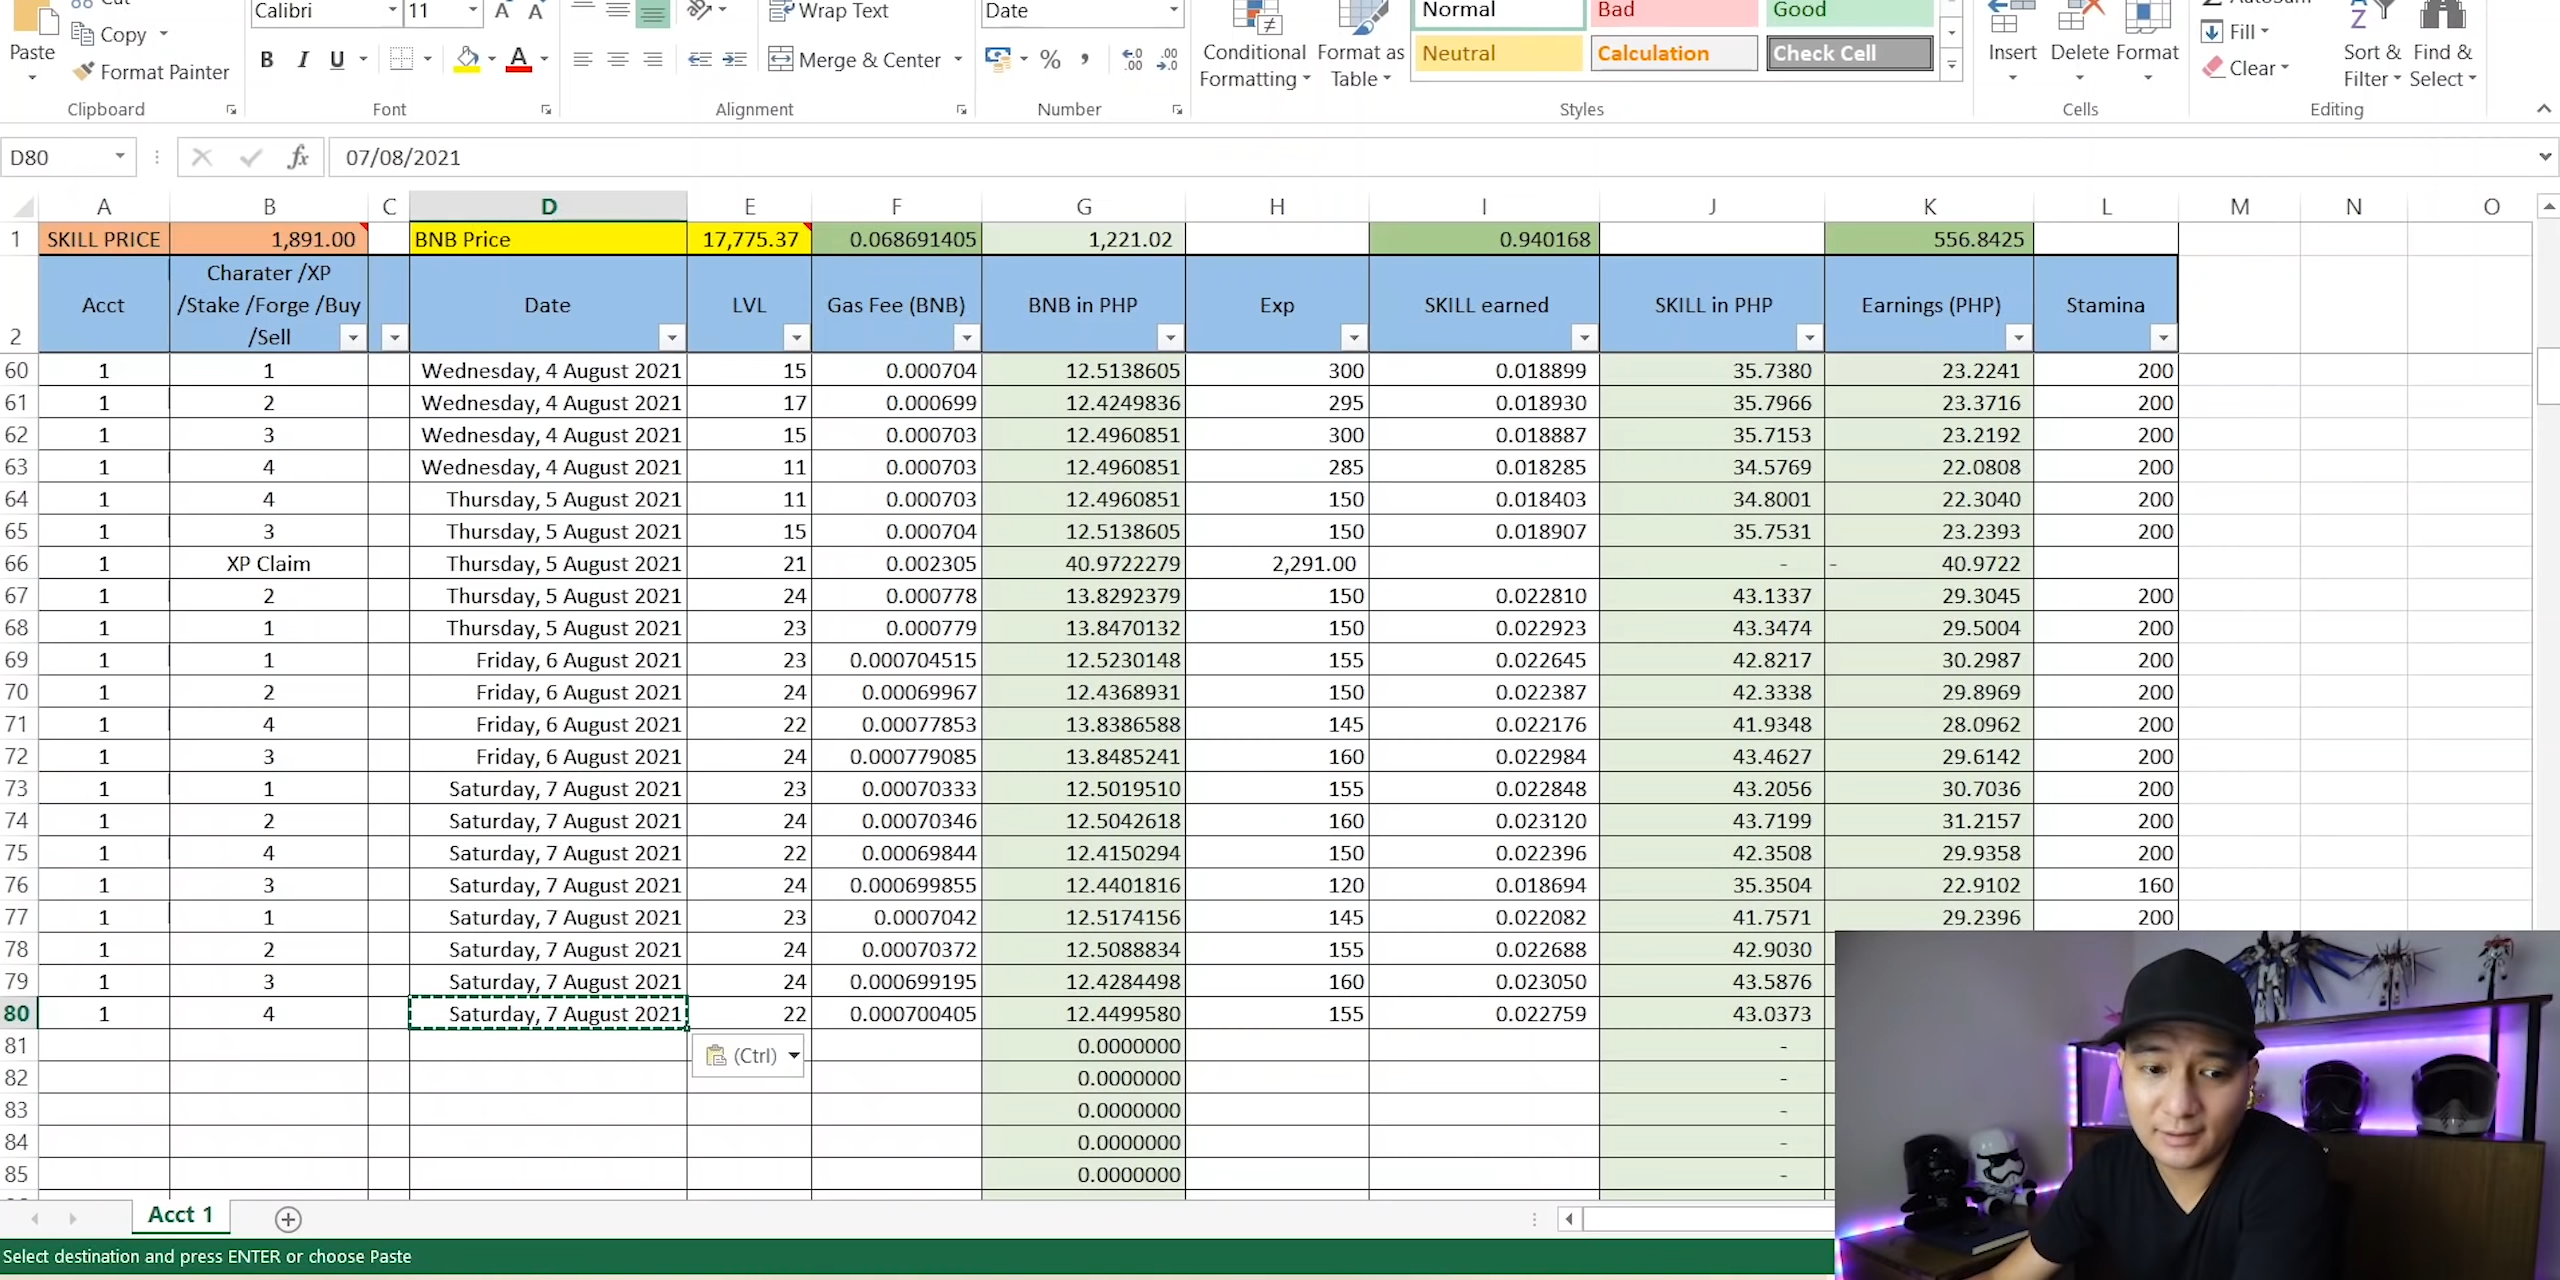 Calibri 11 A A Wrap Text Date Normal Bad Good
Paste Copy Fill
B I U A Merge & Center % , Conditional Format as Neutral Calculation Check Cell Insert Delete Format Sort & Find &
Format Painter Formatting Table Clear Filter Select
Clipboard Font Alignment Number Styles Cells Editing
D80 fx 07/08/2021
A B C D E F G H I J K L M N O
1 SKILL PRICE 1,891.00 BNB Price 17,775.37 0.068691405 1,221.02 0.940168 556.8425
2 Acct Charater /XP /Stake /Forge /Buy /Sell Date LVL Gas Fee (BNB) BNB in PHP Exp SKILL earned SKILL in PHP Earnings (PHP) Stamina
60 1 1 Wednesday, 4 August 2021 15 0.000704 12.5138605 300 0.018899 35.7380 23.2241 200
61 1 2 Wednesday, 4 August 2021 17 0.000699 12.4249836 295 0.018930 35.7966 23.3716 200
62 1 3 Wednesday, 4 August 2021 15 0.000703 12.4960851 300 0.018887 35.7153 23.2192 200
63 1 4 Wednesday, 4 August 2021 11 0.000703 12.4960851 285 0.018285 34.5769 22.0808 200
64 1 4 Thursday, 5 August 2021 11 0.000703 12.4960851 150 0.018403 34.8001 22.3040 200
65 1 3 Thursday, 5 August 2021 15 0.000704 12.5138605 150 0.018907 35.7531 23.2393 200
66 1 XP Claim Thursday, 5 August 2021 21 0.002305 40.9722279 2,291.00 - - 40.9722
67 1 2 Thursday, 5 August 2021 24 0.000778 13.8292379 150 0.022810 43.1337 29.3045 200
68 1 1 Thursday, 5 August 2021 23 0.000779 13.8470132 150 0.022923 43.3474 29.5004 200
69 1 1 Friday, 6 August 2021 23 0.000704515 12.5230148 155 0.022645 42.8217 30.2987 200
70 1 2 Friday, 6 August 2021 24 0.00069967 12.4368931 150 0.022387 42.3338 29.8969 200
71 1 4 Friday, 6 August 2021 22 0.00077853 13.8386588 145 0.022176 41.9348 28.0962 200
72 1 3 Friday, 6 August 2021 24 0.000779085 13.8485241 160 0.022984 43.4627 29.6142 200
73 1 1 Saturday, 7 August 2021 23 0.00070333 12.5019510 155 0.022848 43.2056 30.7036 200
74 1 2 Saturday, 7 August 2021 24 0.00070346 12.5042618 160 0.023120 43.7199 31.2157 200
75 1 4 Saturday, 7 August 2021 22 0.00069844 12.4150294 150 0.022396 42.3508 29.9358 200
76 1 3 Saturday, 7 August 2021 24 0.000699855 12.4401816 120 0.018694 35.3504 22.9102 160
77 1 1 Saturday, 7 August 2021 23 0.0007042 12.5174156 145 0.022082 41.7571 29.2396 200
78 1 2 Saturday, 7 August 2021 24 0.00070372 12.5088834 155 0.022688 42.9030
79 1 3 Saturday, 7 August 2021 24 0.000699195 12.4284498 160 0.023050 43.5876
80 1 4 Saturday, 7 August 2021 22 0.000700405 12.4499580 155 0.022759 43.0373
81 (Ctrl) 0.0000000 -
82 0.0000000 -
83 0.0000000 -
84 0.0000000 -
85 0.0000000 -
Acct 1
Select destination and press ENTER or choose Paste